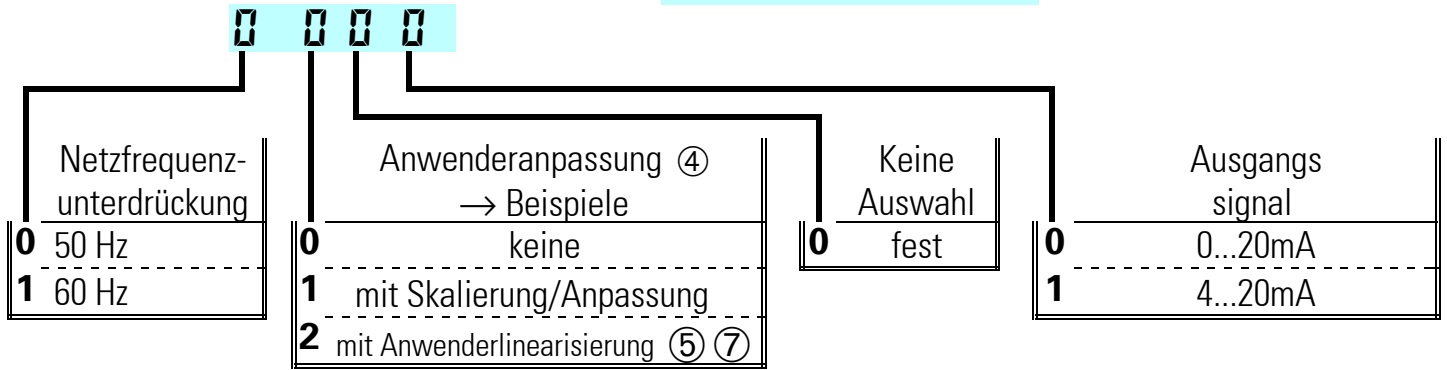 0 0 0 0
Netzfrequenz-
unterdrückung
0 50 Hz
1 60 Hz
Anwenderanpassung ④
→ Beispiele
0 keine
1 mit Skalierung/Anpassung
2 mit Anwenderlinearisierung ⑤ ⑦
Keine
Auswahl
0 fest
Ausgangs
signal
0 0...20mA
1 4...20mA